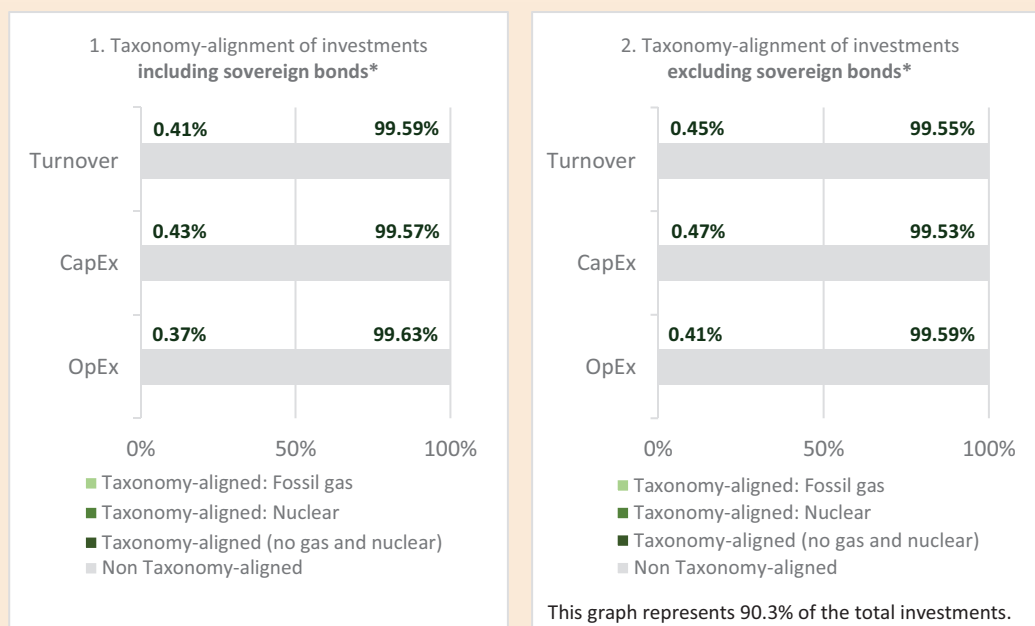 1. Taxonomy-alignment of investments
including sovereign bonds*
0.41% 99.59%
Turnover
0.43% 99.57%
CapEx
0.37% 99.63%
OpEx
0% 50% 100%
Taxonomy-aligned: Fossil gas
Taxonomy-aligned: Nuclear
Taxonomy-aligned (no gas and nuclear)
Non Taxonomy-aligned
2. Taxonomy-alignment of investments
excluding sovereign bonds*
0.45% 99.55%
Turnover
0.47% 99.53%
CapEx
0.41% 99.59%
OpEx
0% 50% 100%
Taxonomy-aligned: Fossil gas
Taxonomy-aligned: Nuclear
Taxonomy-aligned (no gas and nuclear)
Non Taxonomy-aligned
This graph represents 90.3% of the total investments.